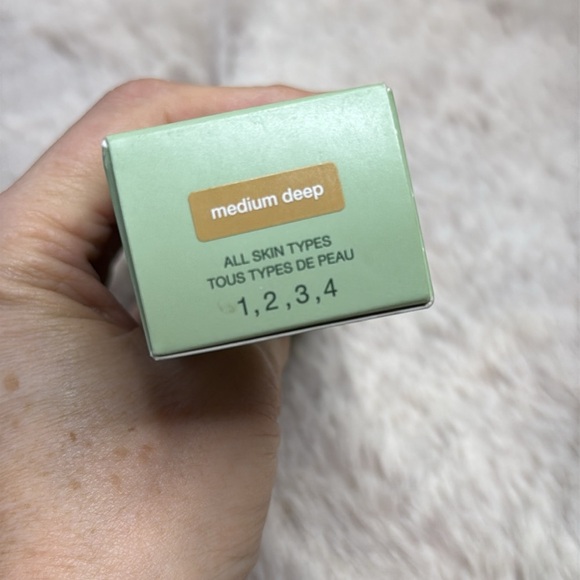 medium deep
ALL SKIN TYPES
TOUS TYPES DE PEAU
1,2,3,4